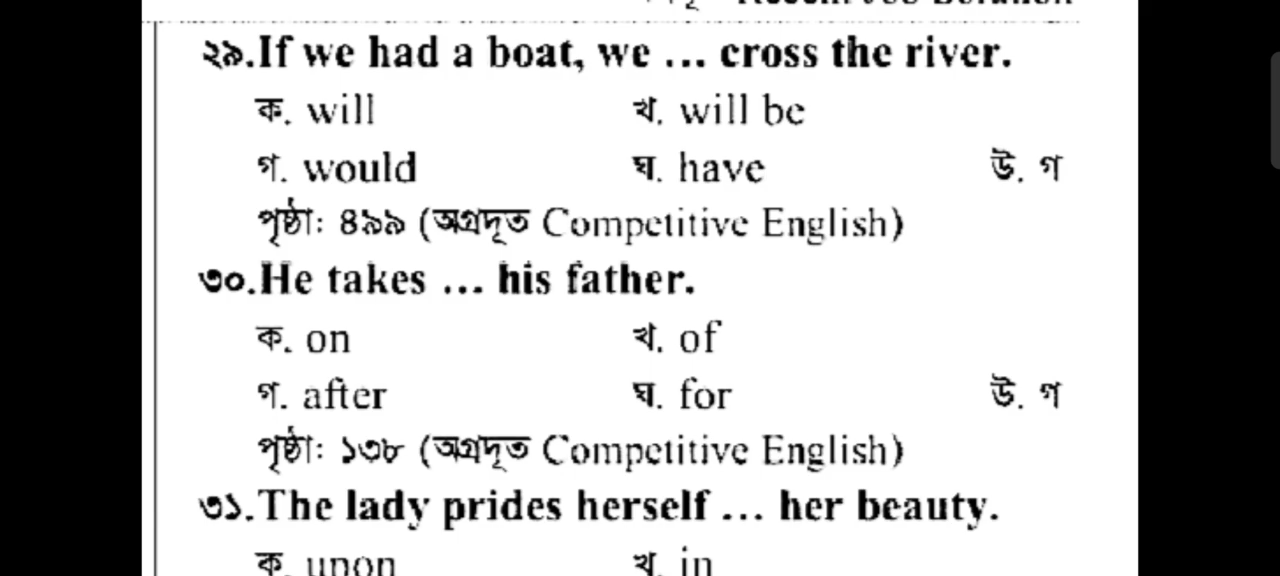 ২৯.If we had a boat, we ... cross the river.
ক. will খ. will be
গ. would ঘ. have উ. গ
পৃষ্ঠা: ৪৯৯ (অগ্রদূত Competitive English)
৩০.He takes ... his father.
ক. on খ. of
গ. after ঘ. for উ. গ
পৃষ্ঠা: ১৩৮ (অগ্রদূত Competitive English)
৩১.The lady prides herself ... her beauty.
ক. upon খ. in